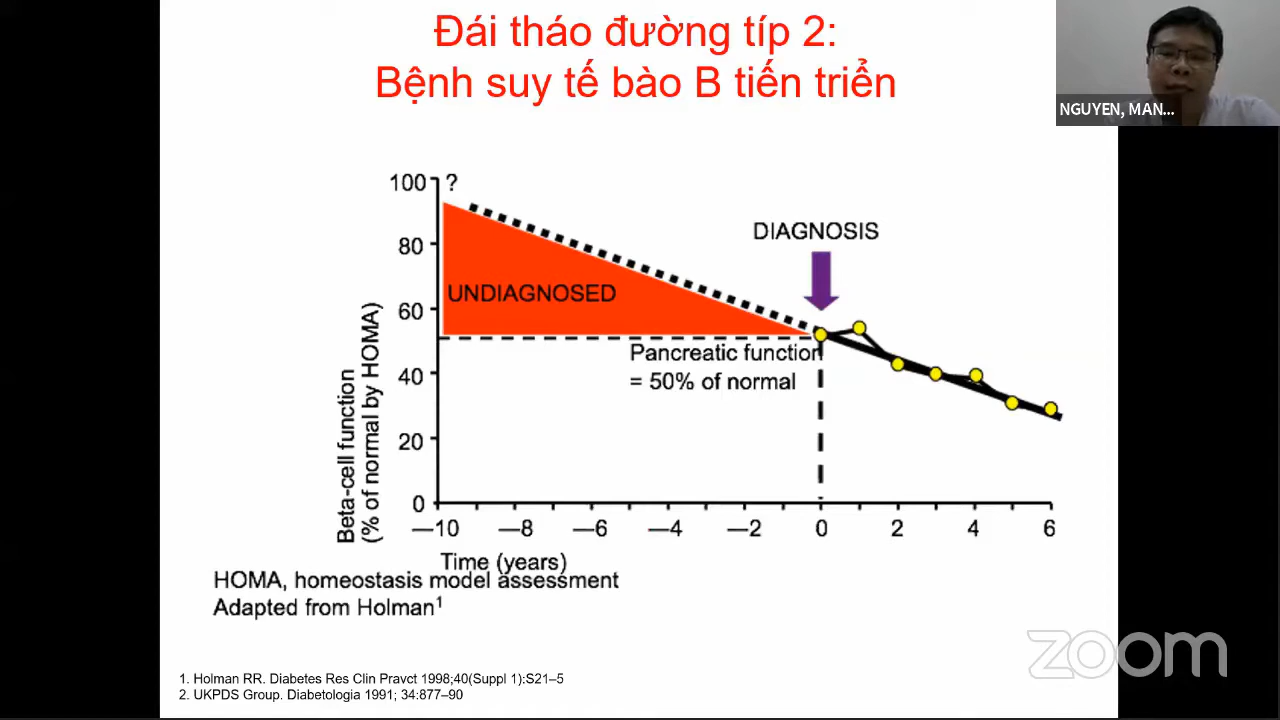 Đái tháo đường típ 2:
Bệnh suy tế bào B tiến triển
NGUYEN, MAN...
100
?
80
60
40
20
0
Beta-cell function
(% of normal by HOMA)
UNDIAGNOSED
DIAGNOSIS
Pancreatic function
= 50% of normal
—10 —8 —6 —4 —2 0 2 4 6
Time (years)
HOMA, homeostasis model assessment
Adapted from Holman¹
zoom
1. Holman RR. Diabetes Res Clin Pravct 1998;40(Suppl 1):S21–5
2. UKPDS Group. Diabetologia 1991; 34:877–90